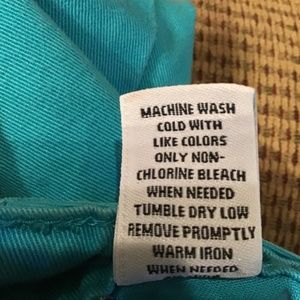 MACHINE WASH
COLD WITH
LIKE COLORS
ONLY NON-
CHLORINE BLEACH
WHEN NEEDED
TUMBLE DRY LOW
REMOVE PROMPTLY
WARM IRON
WHEN NEEDED